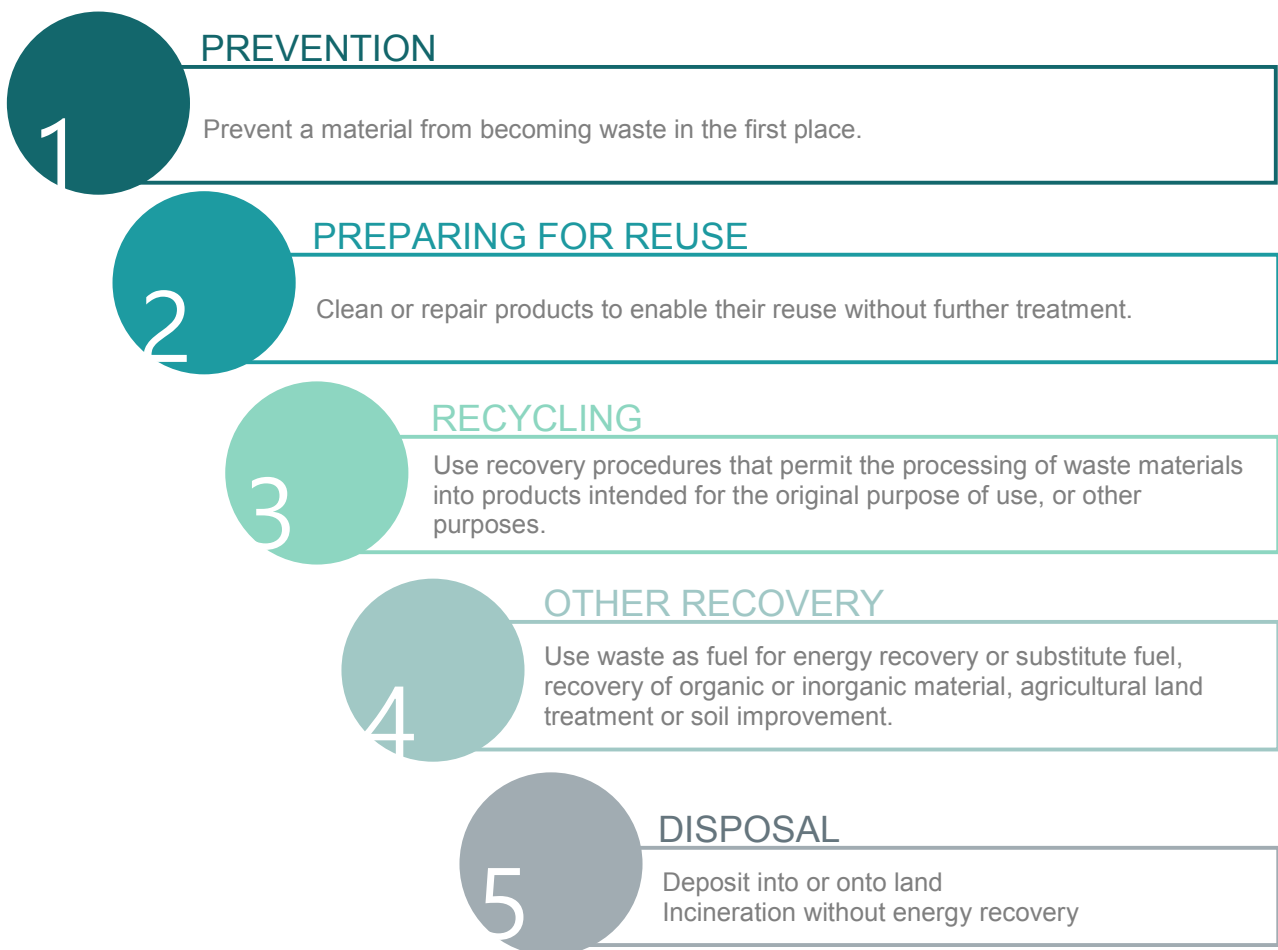 PREVENTION
1
Prevent a material from becoming waste in the first place.
PREPARING FOR REUSE
2
Clean or repair products to enable their reuse without further treatment.
RECYCLING
3
Use recovery procedures that permit the processing of waste materials
into products intended for the original purpose of use, or other
purposes.
OTHER RECOVERY
4
Use waste as fuel for energy recovery or substitute fuel,
recovery of organic or inorganic material, agricultural land
treatment or soil improvement.
DISPOSAL
5
Deposit into or onto land
Incineration without energy recovery